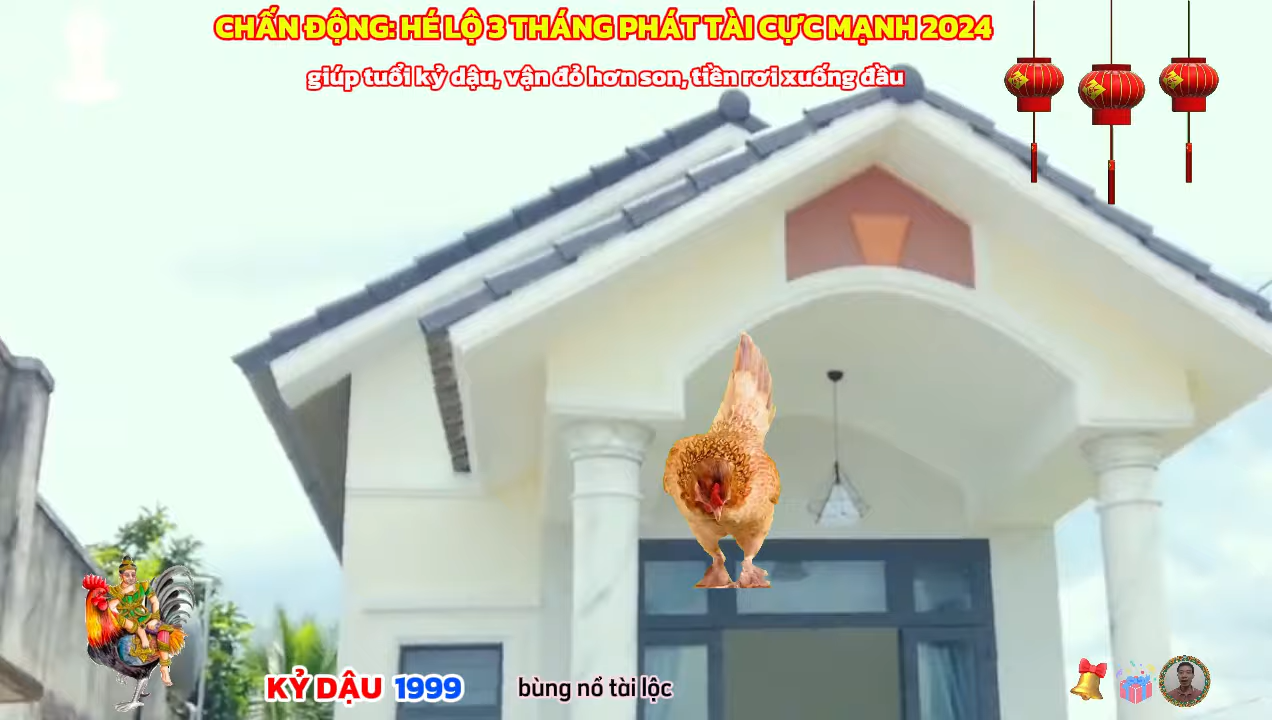 CHẤN ĐỘNG: HÉ LỘ 3 THÁNG PHÁT TÀI CỰC MẠNH 2024
giúp tuổi kỷ dậu, vận đỏ hơn son, tiền rơi xuống đầu
KỶ DẬU 1999 bùng nổ tài lộc